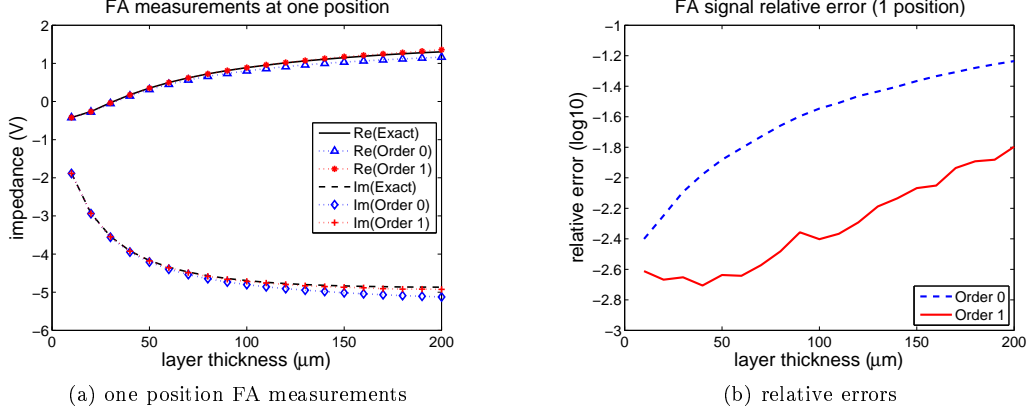 FA measurements at one position
2
1
0
−1
−2
−3
−4
−5
−6
impedance (V)
Re(Exact)
Re(Order 0)
Re(Order 1)
Im(Exact)
Im(Order 0)
Im(Order 1)
0 50 100 150 200
layer thickness (μm)
(a) one position FA measurements
FA signal relative error (1 position)
−1
−1.2
−1.4
−1.6
−1.8
−2
−2.2
−2.4
−2.6
−2.8
−3
relative error (log10)
Order 0
Order 1
0 50 100 150 200
layer thickness (μm)
(b) relative errors